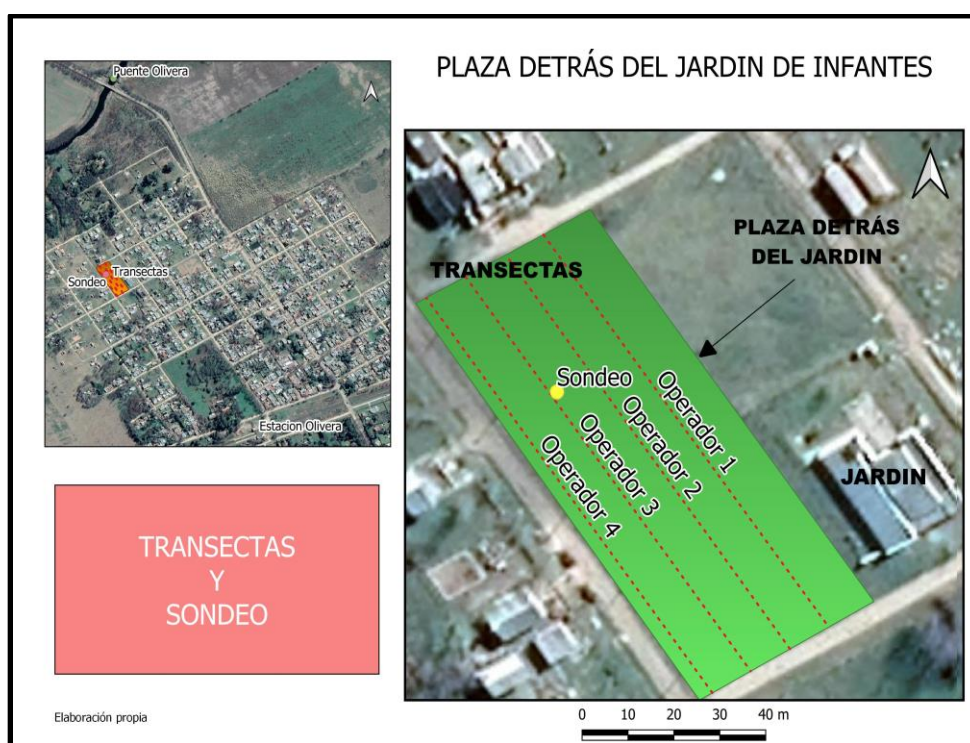 PLAZA DETRÁS DEL JARDIN DE INFANTES
Puente Olivera
Transectas
Sondeo
Estacion Olivera
TRANSECTAS
Y
SONDEO
Elaboración propia
TRANSECTAS
PLAZA DETRÁS
DEL JARDIN
Sondeo
Operador 1
Operador 2
Operador 3
Operador 4
JARDIN
0 10 20 30 40 m